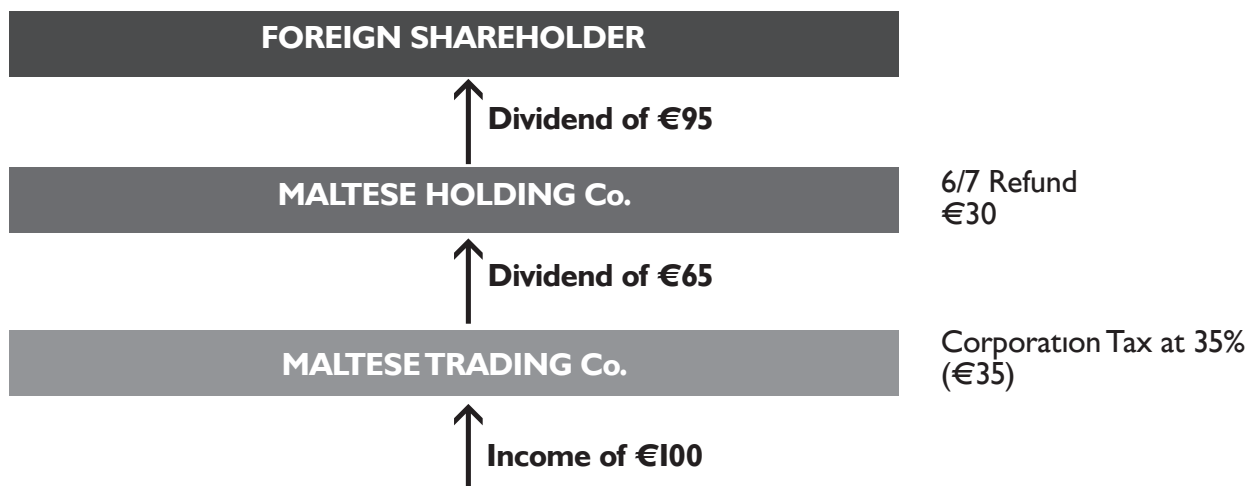 FOREIGN SHAREHOLDER
Dividend of €95
MALTESE HOLDING Co.
6/7 Refund
€30
Dividend of €65
MALTESE TRADING Co.
Corporation Tax at 35%
(€35)
Income of €100